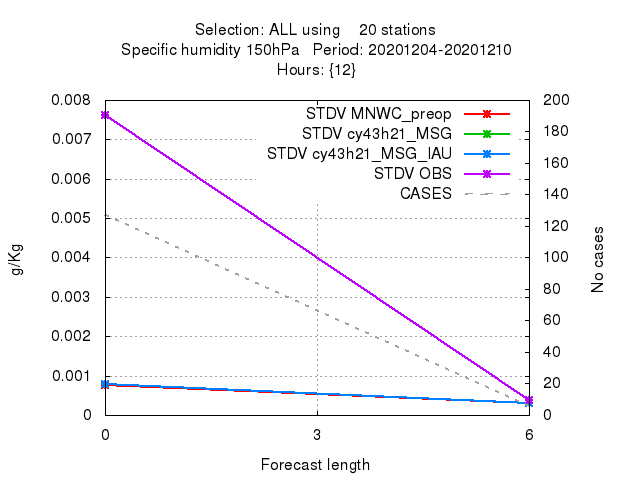 Selection: ALL using 20 stations
Specific humidity 150hPa Period: 20201204-20201210
Hours: {12}
STDV MNWC_preop
STDV cy43h21_MSG
STDV cy43h21_MSG_IAU
STDV OBS
CASES
0.008
0.007
0.006
0.005
0.004
0.003
0.002
0.001
0
g/Kg
200
180
160
140
120
100
80
60
40
20
0
No cases
0 3 6
Forecast length